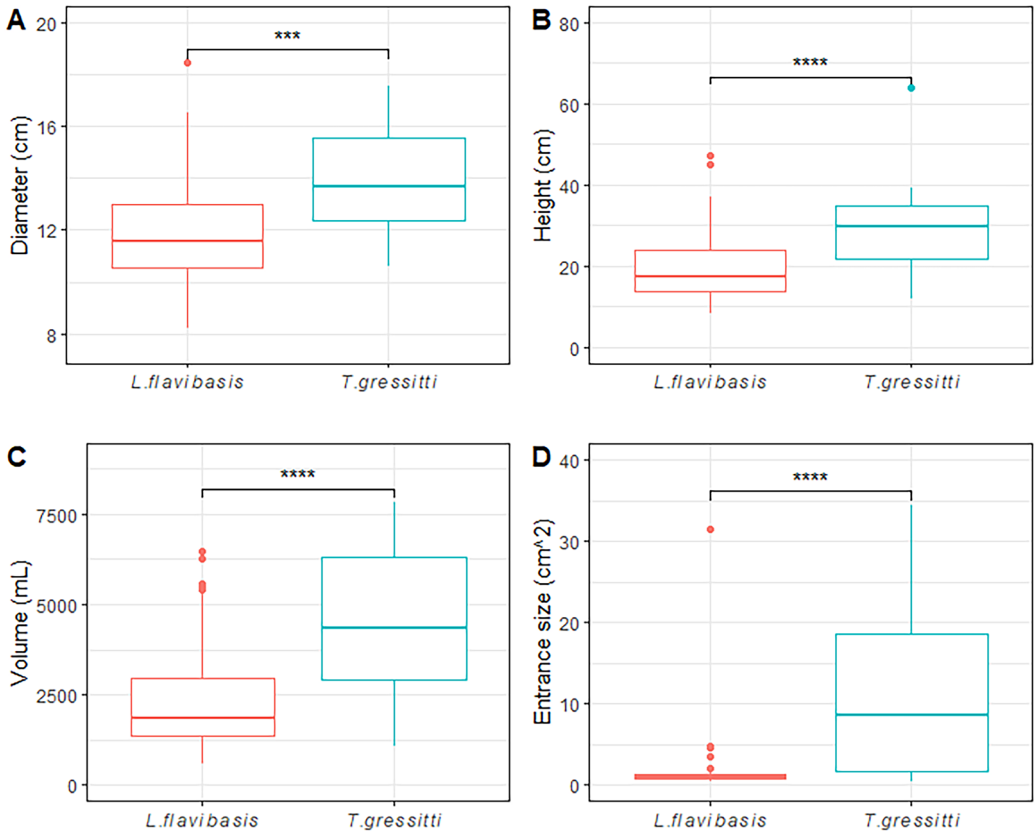 A
Diameter (cm)
20
16
12
8
***
L.flavibasis T.gressitti
B
Height (cm)
80
60
40
20
0
****
L.flavibasis T.gressitti
C
Volume (mL)
7500
5000
2500
0
****
L.flavibasis T.gressitti
D
Entrance size (cm^2)
40
30
20
10
0
****
L.flavibasis T.gressitti